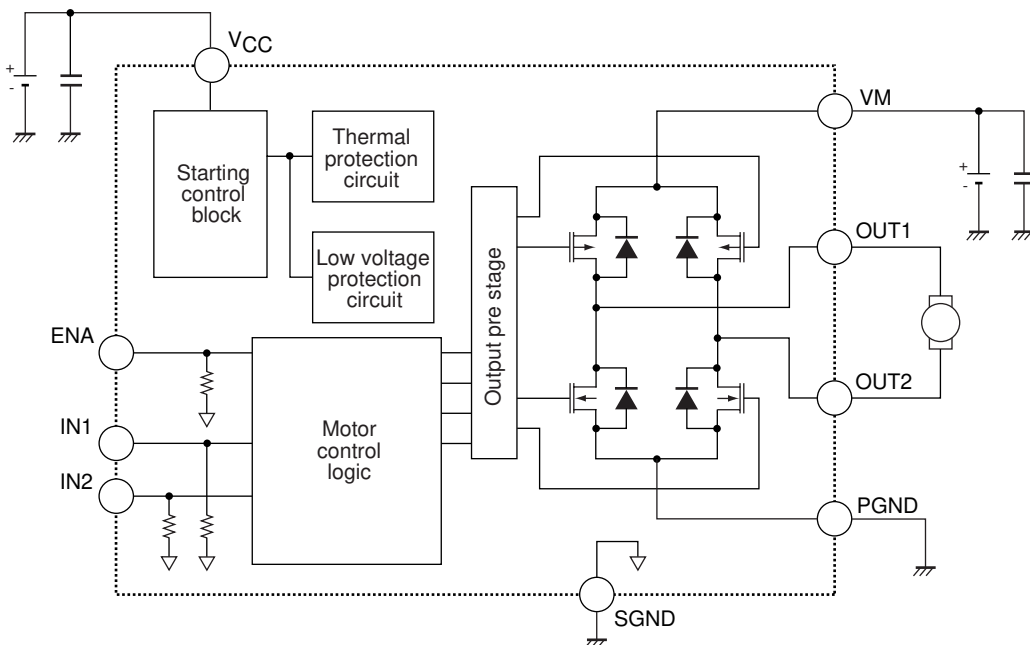 VCC
+
-
VM
Thermal
protection
circuit
Starting
control
block
+
-
OUT1
Low voltage
protection
circuit
Output pre stage
ENA
OUT2
IN1
Motor
control
logic
IN2
PGND
SGND